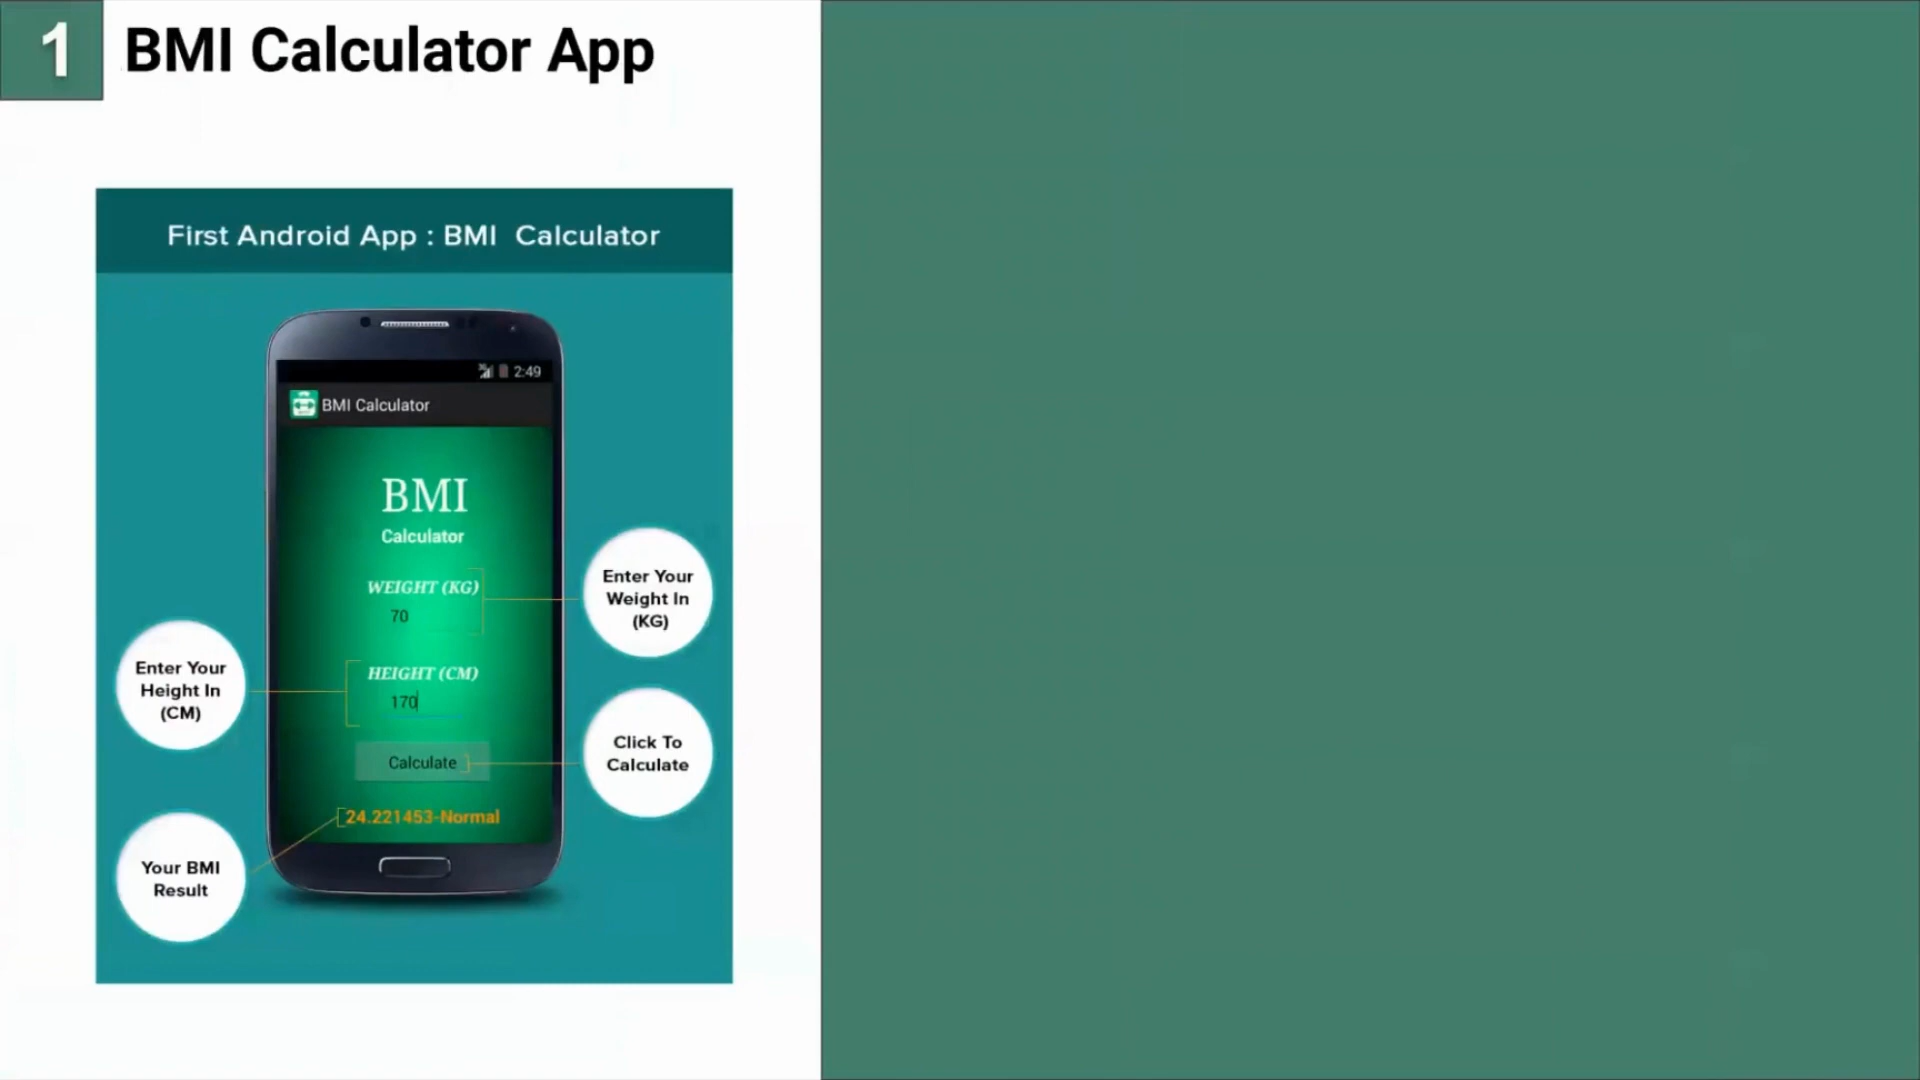 1 BMI Calculator App
First Android App : BMI Calculator
2:49
BMI Calculator
BMI
Calculator
WEIGHT (KG)
70
Enter Your
Weight In
(KG)
HEIGHT (CM)
170
Enter Your
Height In
(CM)
Calculate
Click To
Calculate
24.221453-Normal
Your BMI
Result